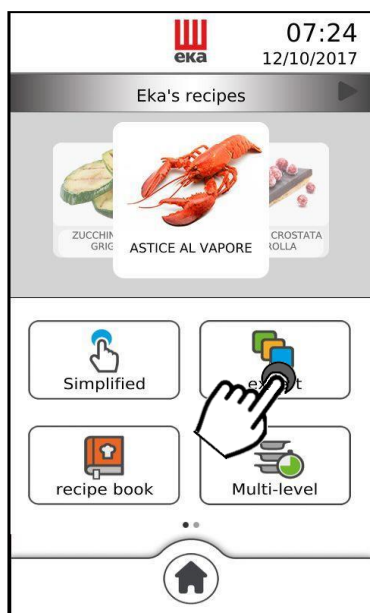 eka
07:24
12/10/2017
Eka's recipes
ZUCCHIN
GRIG
ASTICE AL VAPORE
CROSTATA
ROLLA
Simplified
recipe book
Multi-level